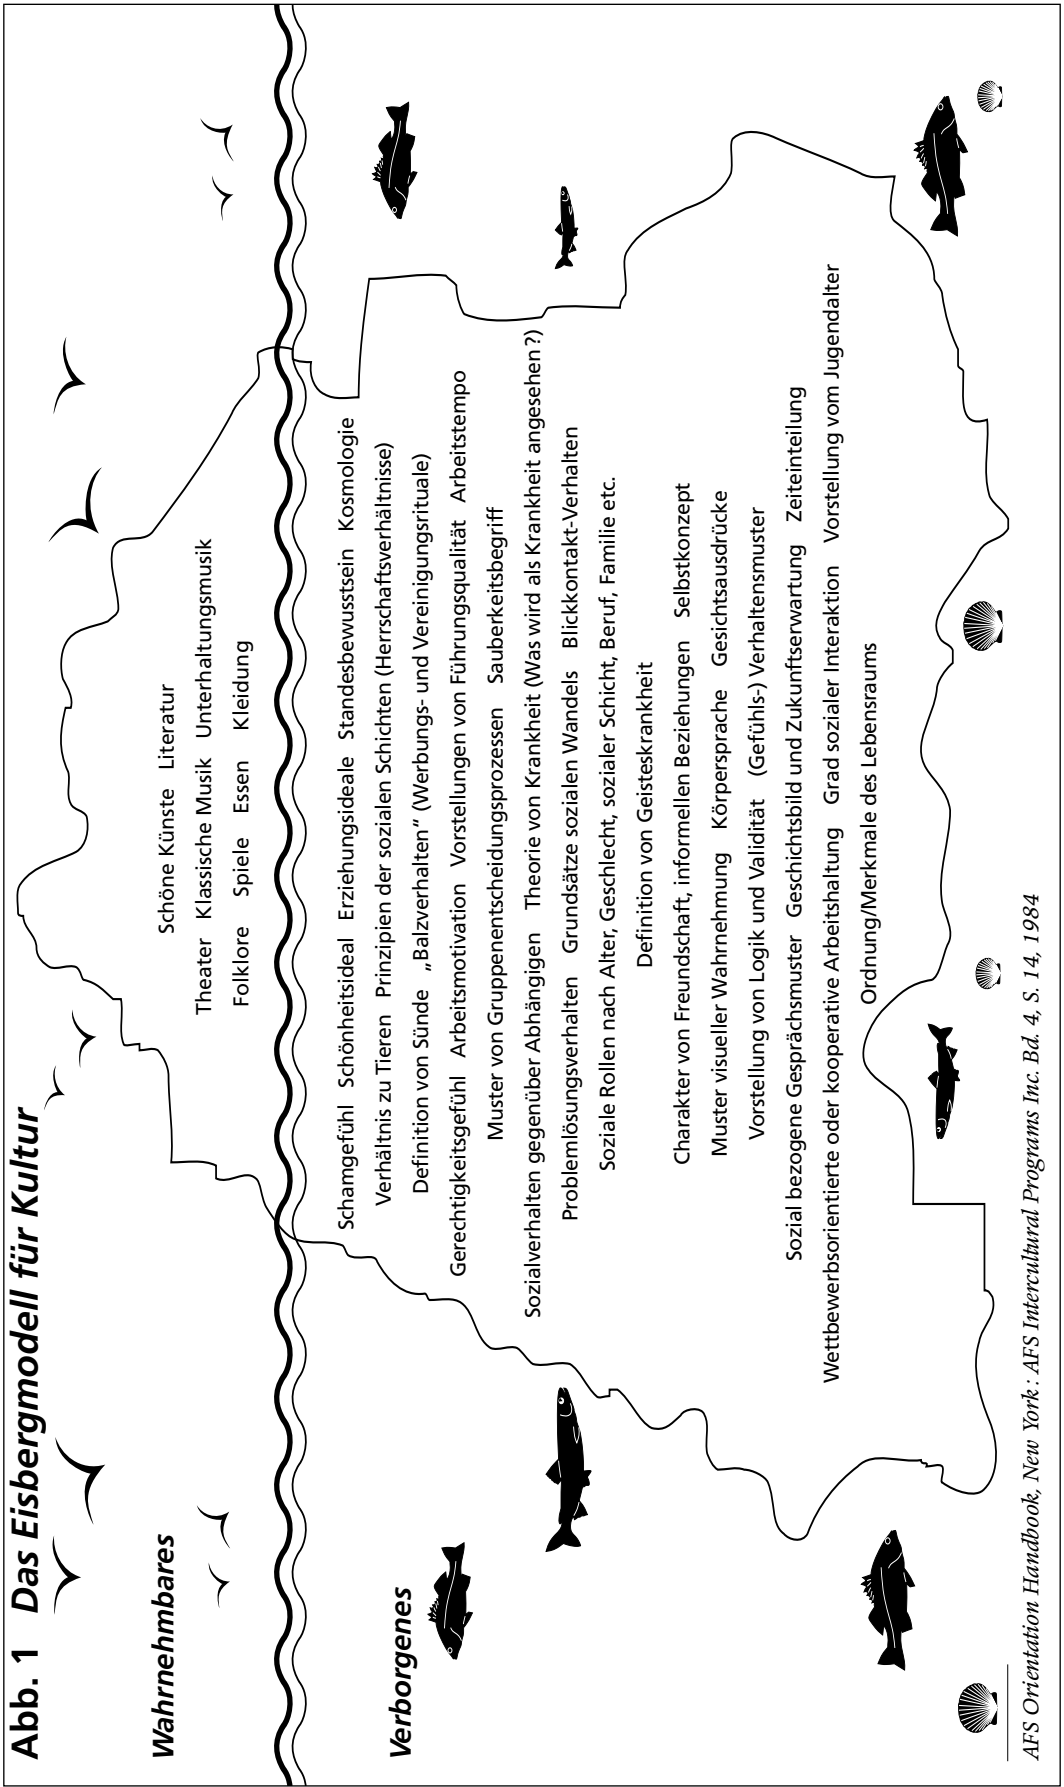 Abb. 1 Das Eisbergmodell für Kultur
Wahrnehmbares
Schöne Künste Literatur
Theater Klassische Musik Unterhaltungsmusik
Folklore Spiele Essen Kleidung
Verborgenes
Schamgefühl Schönheitsideal Erziehungsideale Standesbewusstsein Kosmologie
Verhältnis zu Tieren Prinzipien der sozialen Schichten (Herrschaftsverhältnisse)
Definition von Sünde „Balzverhalten“ (Werbungs- und Vereinigungsrituale)
Gerechtigkeitsgefühl Arbeitsmotivation Vorstellungen von Führungsqualität Arbeitstempo
Muster von Gruppenentscheidungsprozessen Sauberkeitsbegriff
Sozialverhalten gegenüber Abhängigen Theorie von Krankheit (Was wird als Krankheit angesehen?)
Problemlösungsverhalten Grundsätze sozialen Wandels Blickkontakt-Verhalten
Soziale Rollen nach Alter, Geschlecht, sozialer Schicht, Beruf, Familie etc.
Definition von Geisteskrankheit
Charakter von Freundschaft, informellen Beziehungen Selbstkonzept
Muster visueller Wahrnehmung Körpersprache Gesichtsausdrücke
Vorstellung von Logik und Validität (Gefühls-) Verhaltensmuster
Sozial bezogene Gesprächsmuster Geschichtsbild und Zukunftserwartung Zeiteinteilung
Wettbewerbsorientierte oder kooperative Arbeitshaltung Grad sozialer Interaktion Vorstellung vom Jugendalter
Ordnung/Merkmale des Lebensraums
AFS Orientation Handbook, New York: AFS Intercultural Programs Inc. Bd. 4, S. 14, 1984